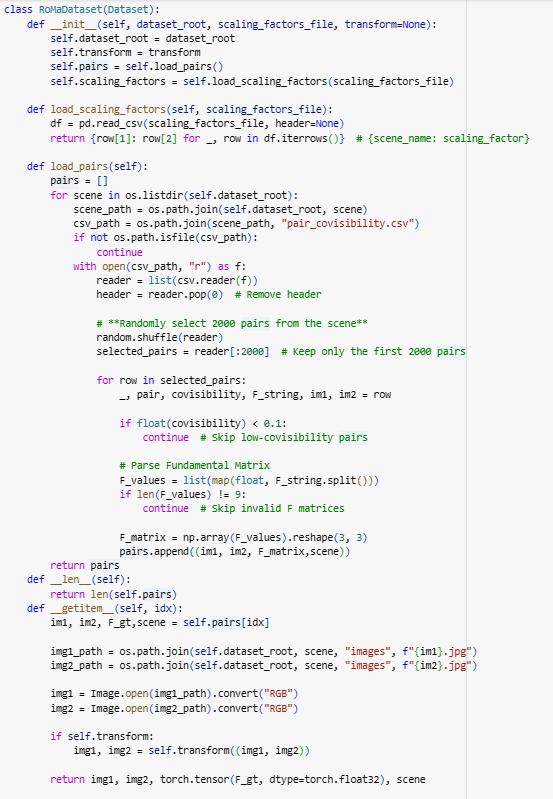 class RoMaDataset(Dataset):
    def __init__(self, dataset_root, scaling_factors_file, transform=None):
        self.dataset_root = dataset_root
        self.transform = transform
        self.pairs = self.load_pairs()
        self.scaling_factors = self.load_scaling_factors(scaling_factors_file)

    def load_scaling_factors(self, scaling_factors_file):
        df = pd.read_csv(scaling_factors_file, header=None)
        return {row[1]: row[2] for _, row in df.iterrows()}  # {scene_name: scaling_factor}

    def load_pairs(self):
        pairs = []
        for scene in os.listdir(self.dataset_root):
            scene_path = os.path.join(self.dataset_root, scene)
            csv_path = os.path.join(scene_path, "pair_covisibility.csv")
            if not os.path.isfile(csv_path):
                continue
            with open(csv_path, "r") as f:
                reader = list(csv.reader(f))
                header = reader.pop(0)  # Remove header

                # **Randomly select 2000 pairs from the scene**
                random.shuffle(reader)
                selected_pairs = reader[:2000]  # Keep only the first 2000 pairs

                for row in selected_pairs:
                    _, pair, covisibility, F_string, im1, im2 = row

                    if float(covisibility) < 0.1:
                        continue  # Skip low-covisibility pairs

                    # Parse Fundamental Matrix
                    F_values = list(map(float, F_string.split()))
                    if len(F_values) != 9:
                        continue  # Skip invalid F matrices

                    F_matrix = np.array(F_values).reshape(3, 3)
                    pairs.append((im1, im2, F_matrix,scene))
        return pairs
    def __len__(self):
        return len(self.pairs)
    def __getitem__(self, idx):
        im1, im2, F_gt,scene = self.pairs[idx]

        img1_path = os.path.join(self.dataset_root, scene, "images", f"{im1}.jpg")
        img2_path = os.path.join(self.dataset_root, scene, "images", f"{im2}.jpg")

        img1 = Image.open(img1_path).convert("RGB")
        img2 = Image.open(img2_path).convert("RGB")

        if self.transform:
            img1, img2 = self.transform((img1, img2))

        return img1, img2, torch.tensor(F_gt, dtype=torch.float32), scene